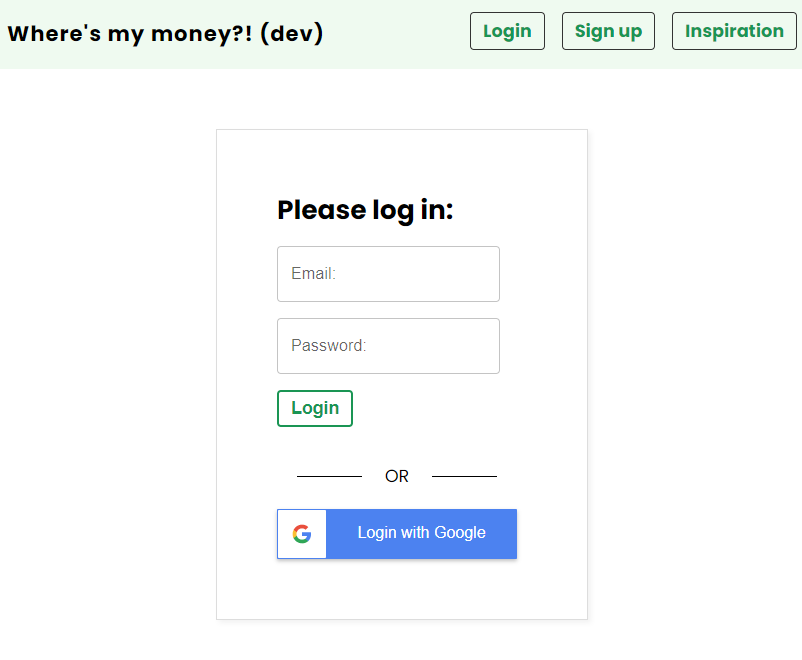 Where's my money?! (dev)
Login
Sign up
Inspiration
Please log in:
Email:
Password:
Login
OR
Login with Google